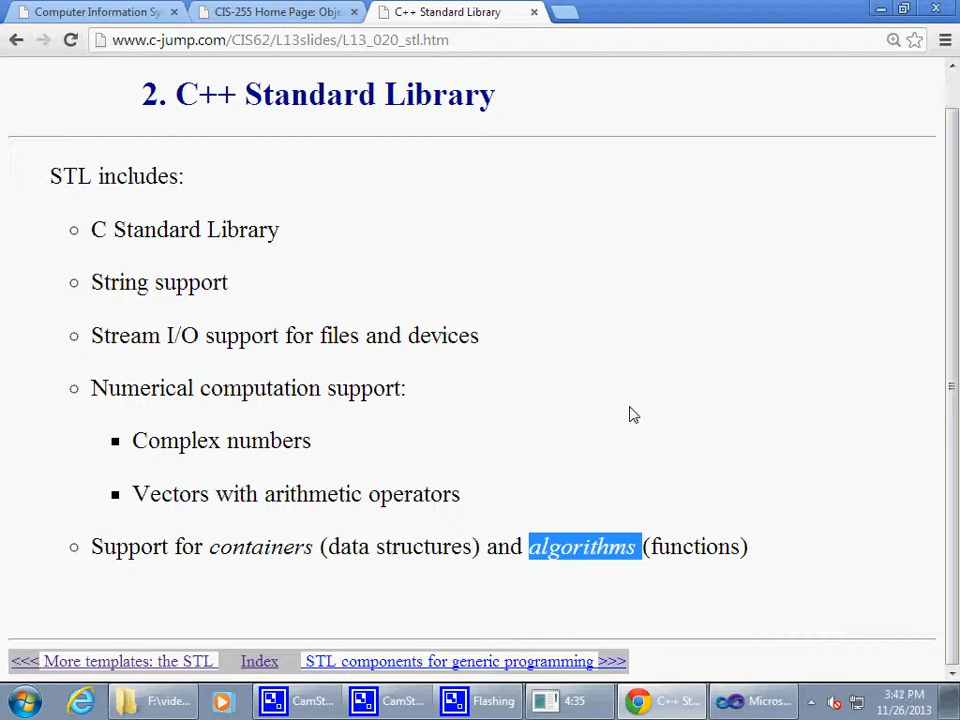 Computer Information Sy
CIS-255 Home Page: Obje
C++ Standard Library
www.c-jump.com/CIS62/L13slides/L13_020_stl.htm
2. C++ Standard Library
STL includes:
C Standard Library
String support
Stream I/O support for files and devices
Numerical computation support:
Complex numbers
Vectors with arithmetic operators
Support for containers (data structures) and algorithms (functions)
<<< More templates: the STL
Index
STL components for generic programming >>>
F:\vide...
CamSt...
CamSt...
Flashing
4:35
C++ St...
Micros...
3:42 PM
11/26/2013